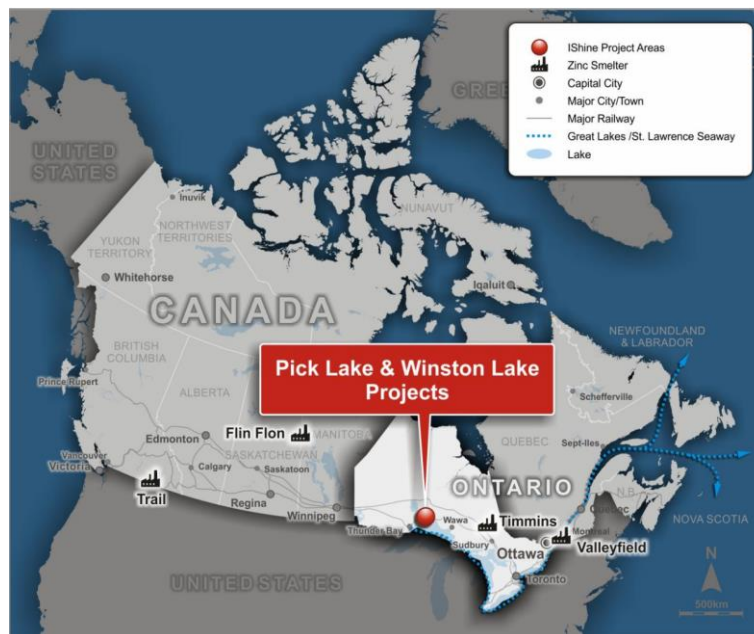 IShine Project Areas
Zinc Smelter
Capital City
Major City/Town
Major Railway
Great Lakes /St. Lawrence Seaway
Lake
GREE
UNITED
STATES
Inuvik
NORTHWEST
TERRITORIES
YUKON
TERRITORY
Whitehorse
NUNAVUT
Iqaluit
CANADA
BRITISH
COLUMBIA
Prince Rupert
ALBERTA
NEWFOUNDLAND
& LABRADOR
Pick Lake & Winston Lake
Projects
Schefferville
Edmonton
Flin Flon
MANITOBA
SASKATCHEWAN
QUEBEC
Sept-Iles
Vancouver
Victoria
Calgary
Saskatoon
Trail
Regina
Winnipeg
ONTARIO
Thunder Bay
Wawa
Timmins
Sudbury
Quebec
N.B.
NOVA SCOTIA
Montreal
Ottawa
Valleyfield
Toronto
UNITED STATES
N
500km